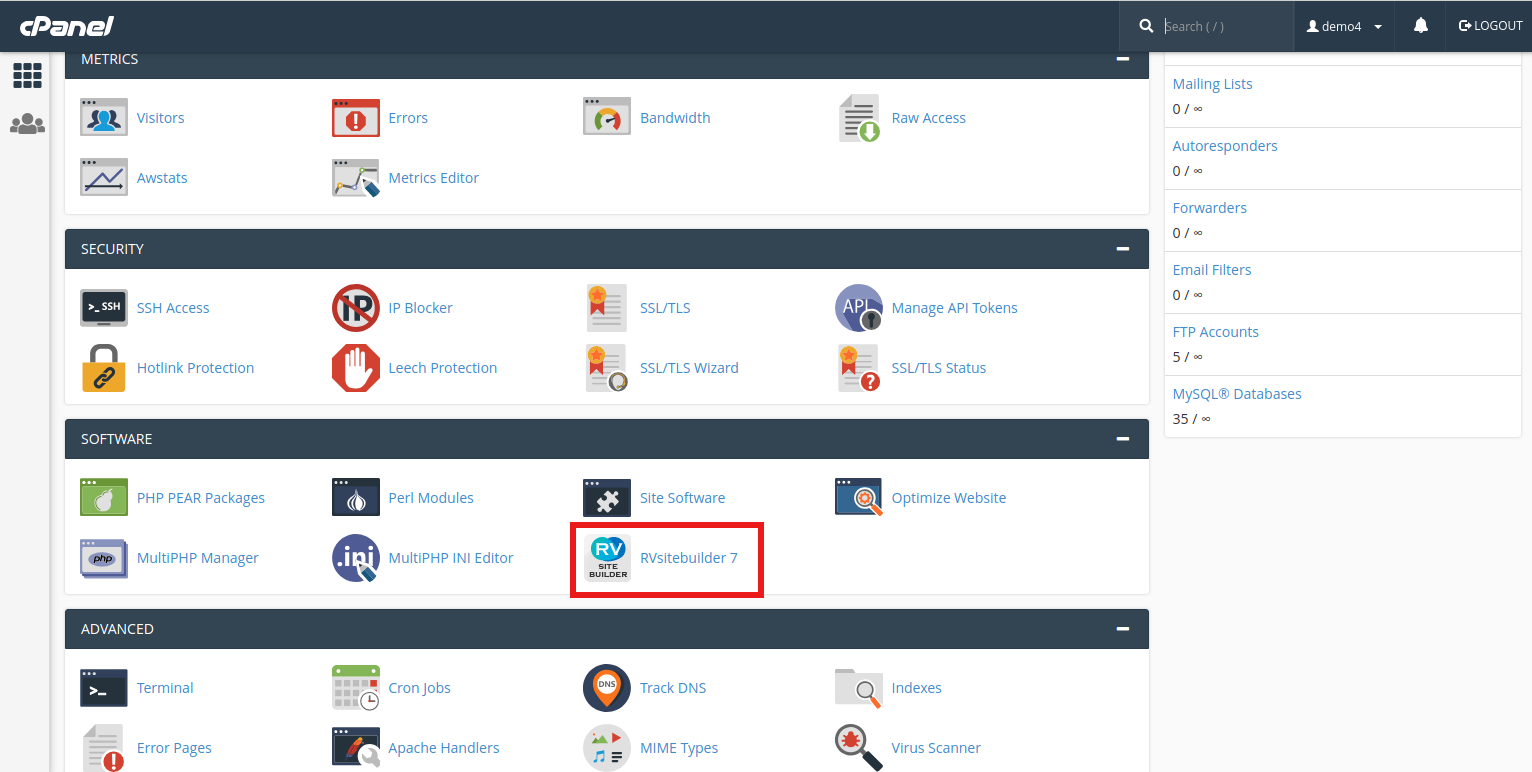 cPanel
Search ( / )
demo4
LOGOUT
METRICS
Visitors
Errors
Bandwidth
Raw Access
Awstats
Metrics Editor
SECURITY
>_SSH
SSH Access
IP
IP Blocker
SSL/TLS
API
Manage API Tokens
Hotlink Protection
Leech Protection
SSL/TLS Wizard
SSL/TLS Status
SOFTWARE
PHP PEAR Packages
Perl Modules
Site Software
Optimize Website
php
MultiPHP Manager
.ini
MultiPHP INI Editor
RV
SITE
BUILDER
RVsitebuilder 7
ADVANCED
>_
Terminal
Cron Jobs
DNS
Track DNS
Indexes
Error Pages
Apache Handlers
MIME Types
Virus Scanner
Mailing Lists
0 / ∞
Autoresponders
0 / ∞
Forwarders
0 / ∞
Email Filters
0 / ∞
FTP Accounts
5 / ∞
MySQL® Databases
35 / ∞